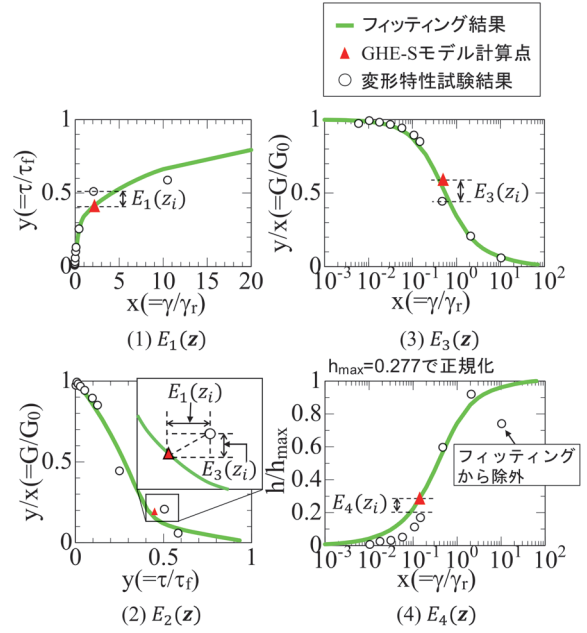 フィッティング結果
GHE-Sモデル計算点
変形特性試験結果
1
0.5
0
y(=τ/τf)
E1(zi)
0 5 10 15 20
x(=γ/γr)
(1) E1(z)
1
0.5
0
y/x(=G/G0)
E3(zi)
10-3 10-2 10-1 100 101 102
x(=γ/γr)
(3) E3(z)
1
0.5
0
y/x(=G/G0)
E1(zi)
E3(zi)
0 0.5 1
y(=τ/τf)
(2) E2(z)
hmax=0.277で正規化
1
0.8
0.6
0.4
0.2
0
h/hmax
フィッティング
から除外
E4(zi)
10-3 10-2 10-1 100 101 102
x(=γ/γr)
(4) E4(z)